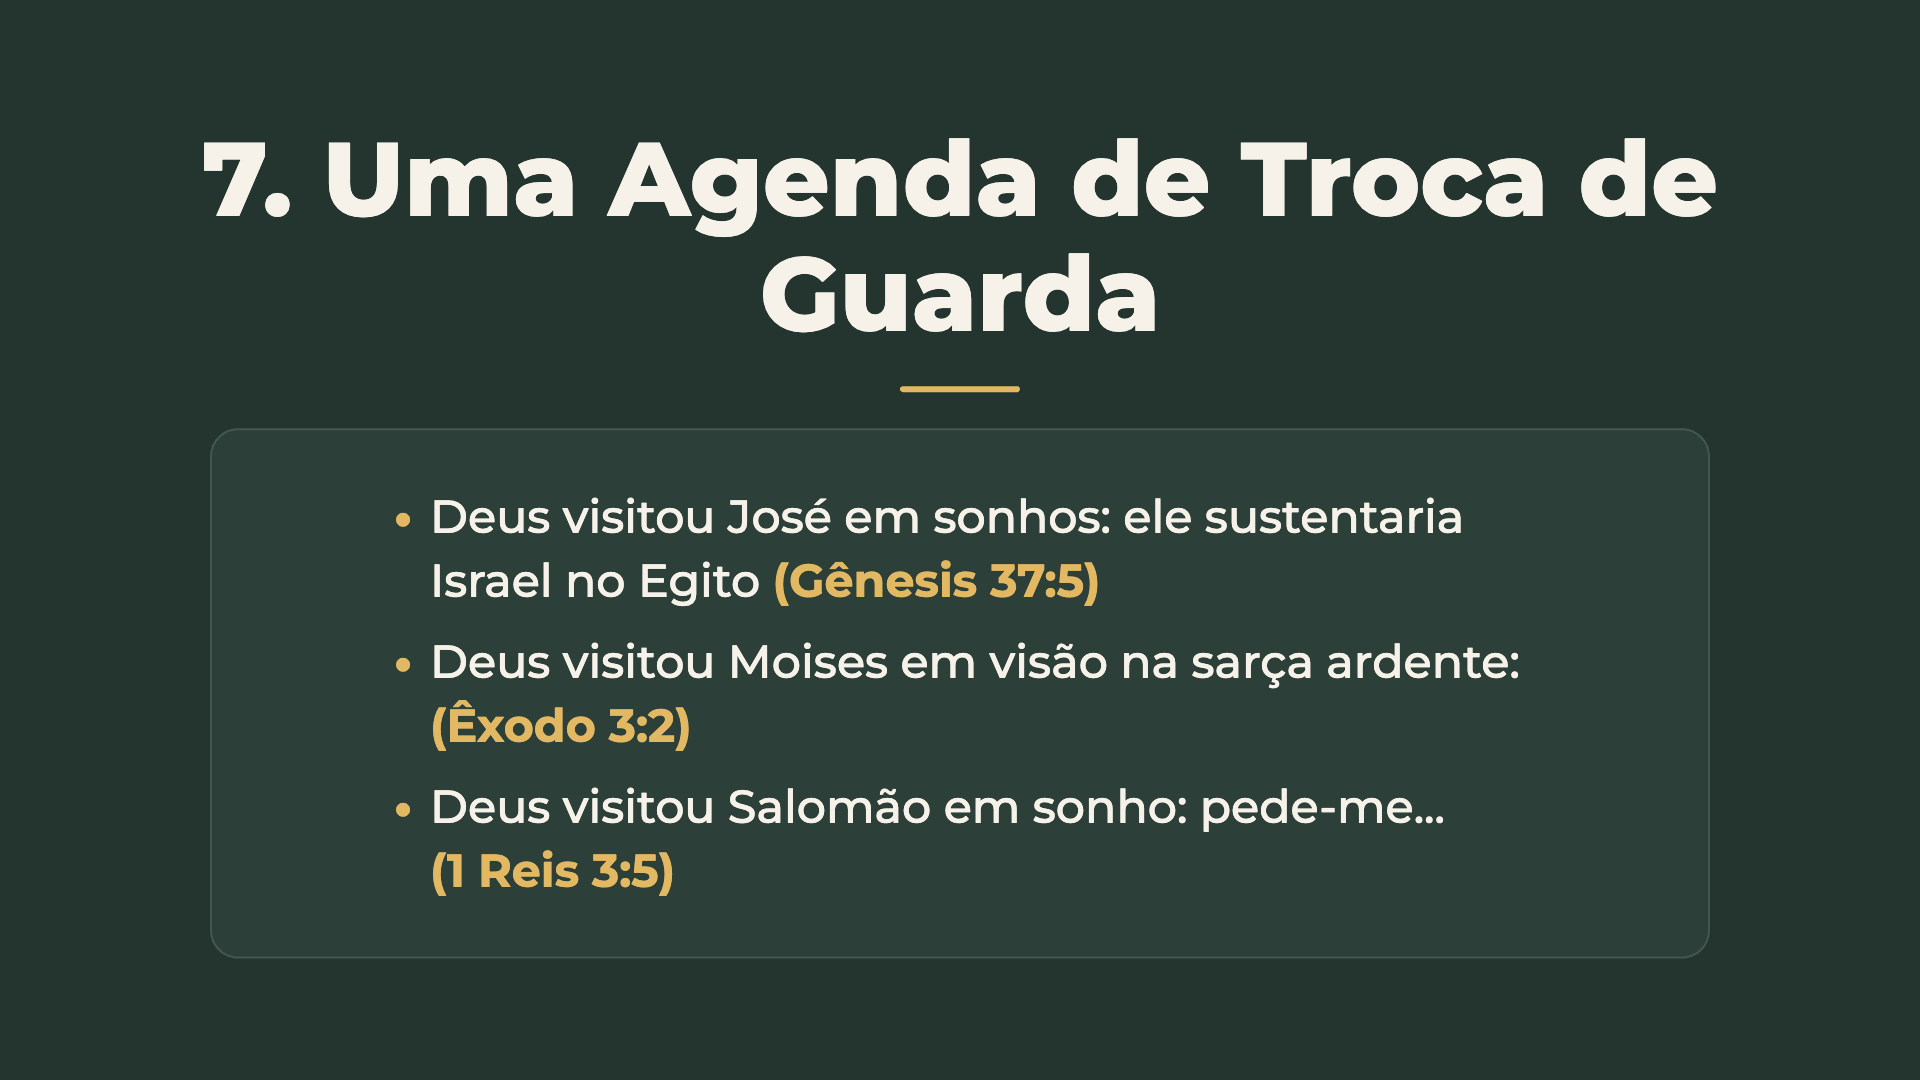 7. Uma Agenda de Troca de
Guarda
• Deus visitou José em sonhos: ele sustentaria
Israel no Egito (Gênesis 37:5)
• Deus visitou Moises em visão na sarça ardente:
(Êxodo 3:2)
• Deus visitou Salomão em sonho: pede-me...
(1 Reis 3:5)